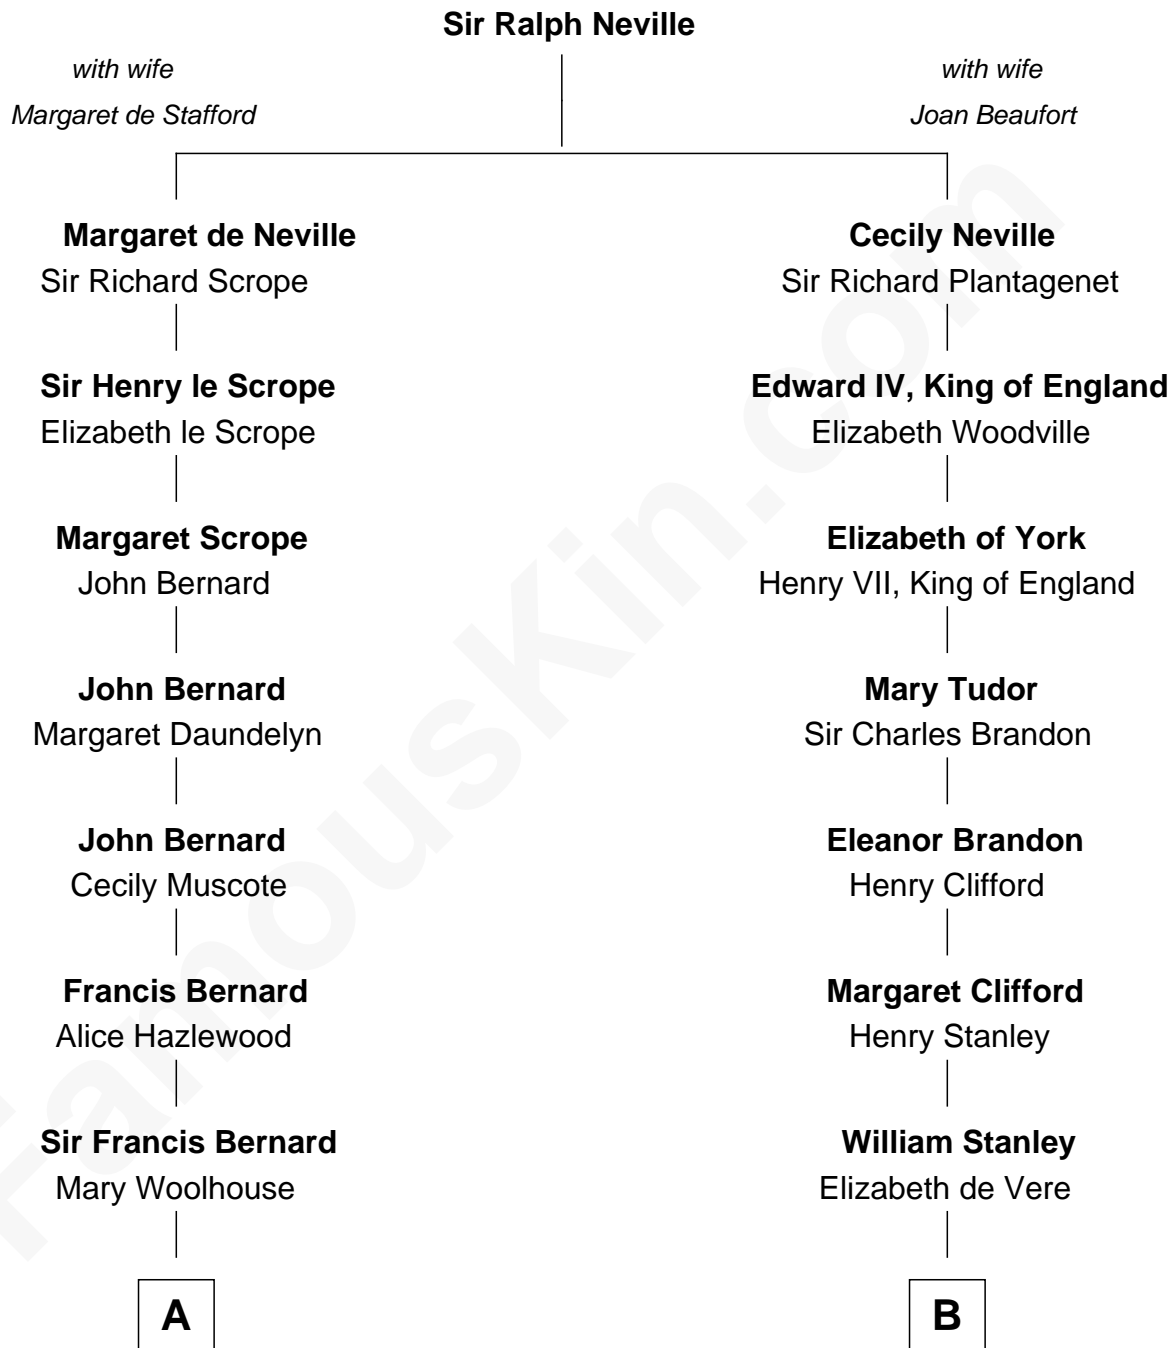 Sir Ralph Neville
with wife
Margaret de Stafford
with wife
Joan Beaufort
Margaret de Neville
Sir Richard Scrope
Cecily Neville
Sir Richard Plantagenet
Sir Henry le Scrope
Elizabeth le Scrope
Edward IV, King of England
Elizabeth Woodville
Margaret Scrope
John Bernard
Elizabeth of York
Henry VII, King of England
John Bernard
Margaret Daundelyn
Mary Tudor
Sir Charles Brandon
John Bernard
Cecily Muscote
Eleanor Brandon
Henry Clifford
Francis Bernard
Alice Hazlewood
Margaret Clifford
Henry Stanley
Sir Francis Bernard
Mary Woolhouse
William Stanley
Elizabeth de Vere
A
B
FamousKin.com